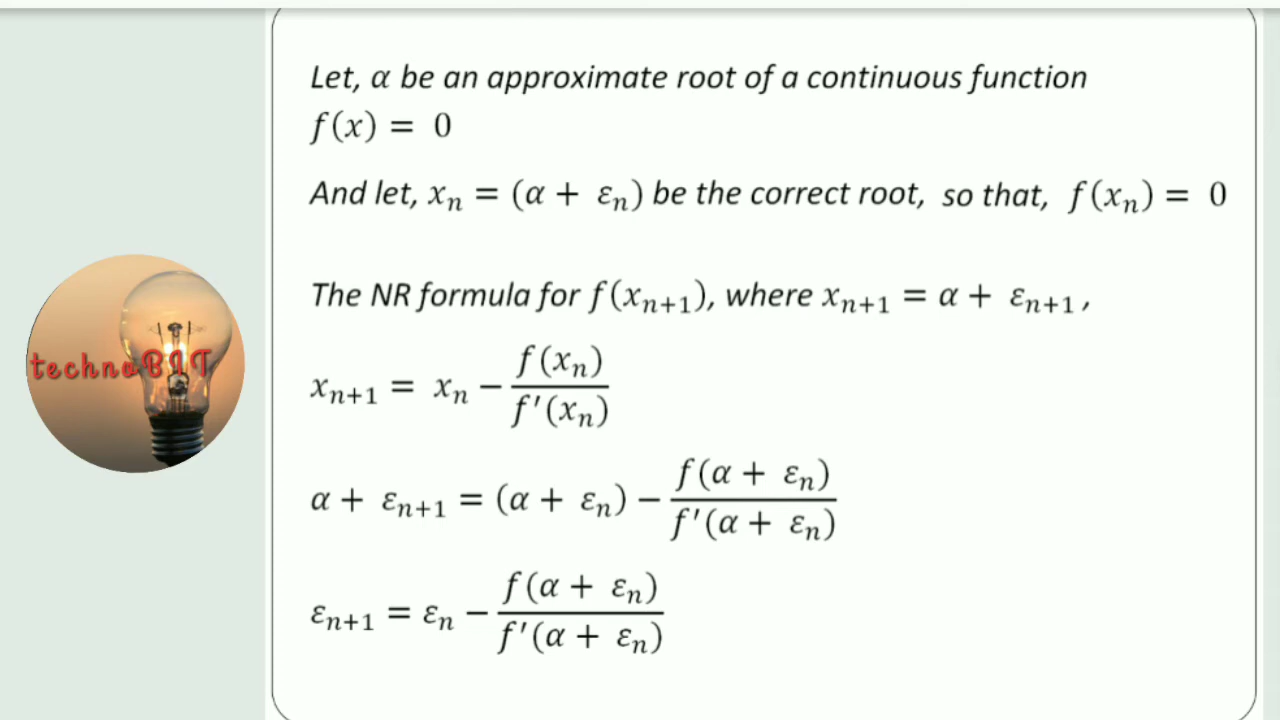 Let, α be an approximate root of a continuous function
f(x) = 0
And let, xₙ = (α + εₙ) be the correct root, so that, f(xₙ) = 0
The NR formula for f(xₙ₊₁), where xₙ₊₁ = α + εₙ₊₁,
xₙ₊₁ = xₙ − f(xₙ) / f′(xₙ)
α + εₙ₊₁ = (α + εₙ) − f(α + εₙ) / f′(α + εₙ)
εₙ₊₁ = εₙ − f(α + εₙ) / f′(α + εₙ)
technoBIT